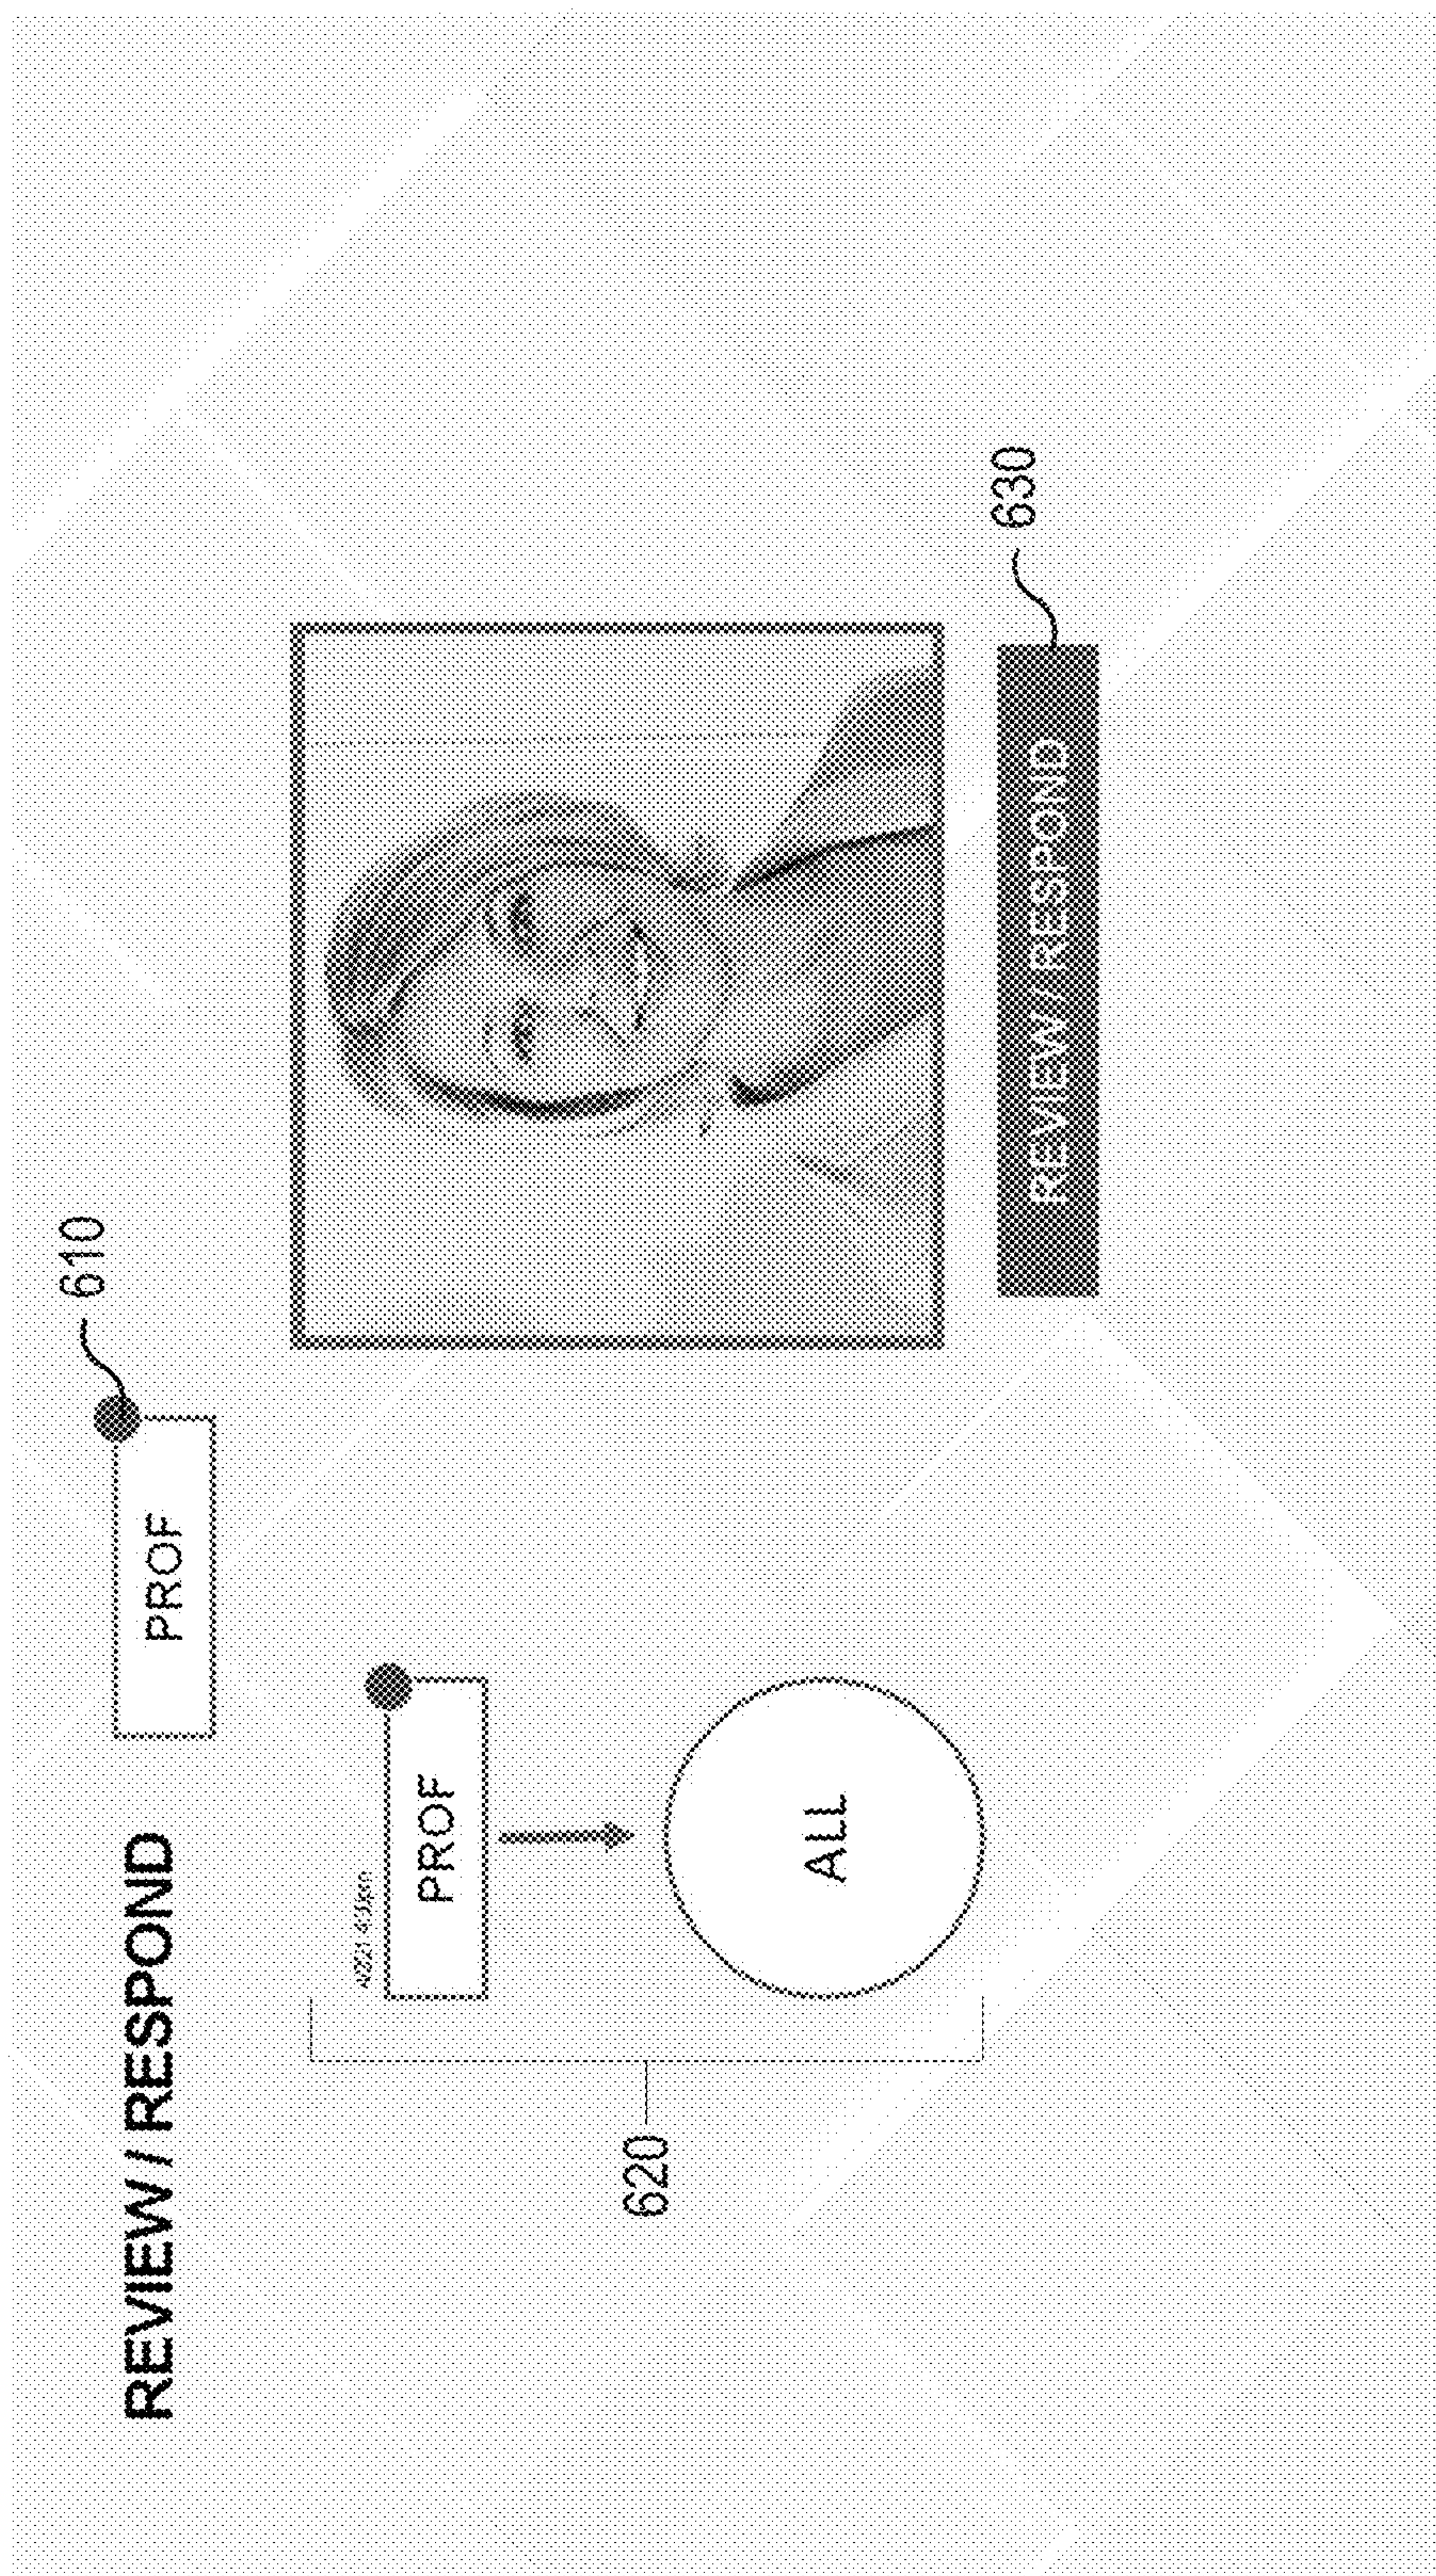 REVIEW / RESPOND
PROF
610
PROF
ALL
620
REVIEW / RESPOND
630